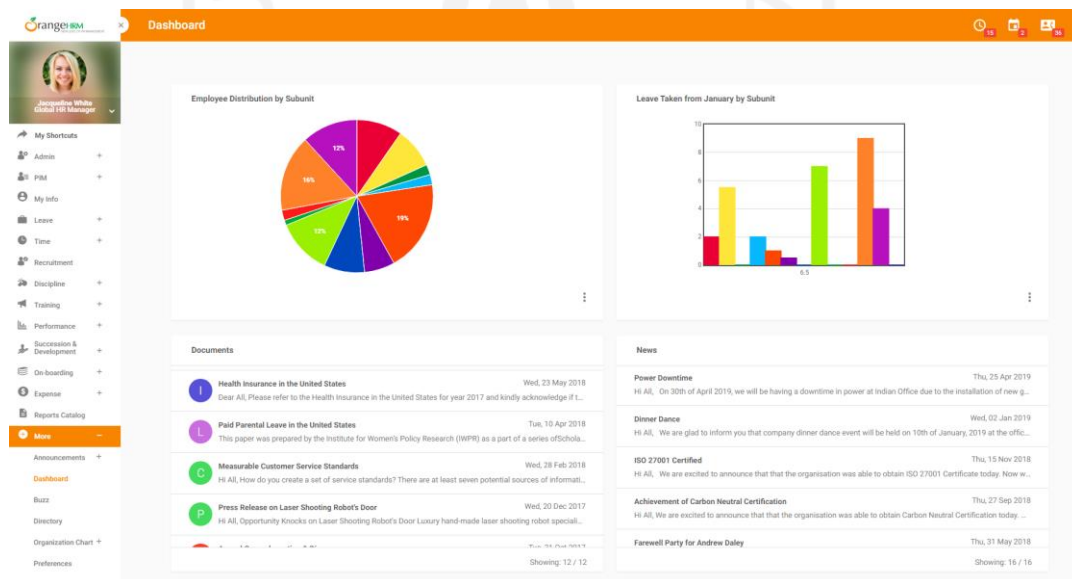 OrangeHRM
Dashboard
15
2
36
Jacqueline White
Global HR Manager
My Shortcuts
Admin +
PIM +
My Info
Leave +
Time +
Recruitment
Discipline +
Training +
Performance +
Succession &
Development +
On-boarding +
Expense +
Reports Catalog
More −
Announcements +
Dashboard
Buzz
Directory
Organization Chart +
Preferences
Employee Distribution by Subunit
12%
16%
19%
12%
Leave Taken from January by Subunit
10
8
6
4
2
0
6.5
Documents
I
Health Insurance in the United States Wed, 23 May 2018
Dear All, Please refer to the Health Insurance in the United States for year 2017 and kindly acknowledge if t...
L
Paid Parental Leave in the United States Tue, 10 Apr 2018
This paper was prepared by the Institute for Women's Policy Research (IWPR) as a part of a series ofSchola...
C
Measurable Customer Service Standards Wed, 28 Feb 2018
Hi All, How do you create a set of service standards? There are at least seven potential sources of informati...
P
Press Release on Laser Shooting Robot's Door Wed, 20 Dec 2017
Hi All, Opportunity Knocks on Laser Shooting Robot's Door Luxury hand-made laser shooting robot speciali...
Showing: 12 / 12
News
Power Downtime Thu, 25 Apr 2019
Hi All, On 30th of April 2019, we will be having a downtime in power at Indian Office due to the installation of new g...
Dinner Dance Wed, 02 Jan 2019
Hi All, We are glad to inform you that company dinner dance event will be held on 10th of January, 2019 at the offic...
ISO 27001 Certified Thu, 15 Nov 2018
Hi All, We are excited to announce that that the organisation was able to obtain ISO 27001 Certificate today. Now w...
Achievement of Carbon Neutral Certification Thu, 27 Sep 2018
Hi All, We are excited to announce that that the organisation was able to obtain Carbon Neutral Certification today. ...
Farewell Party for Andrew Daley Thu, 31 May 2018
Showing: 16 / 16